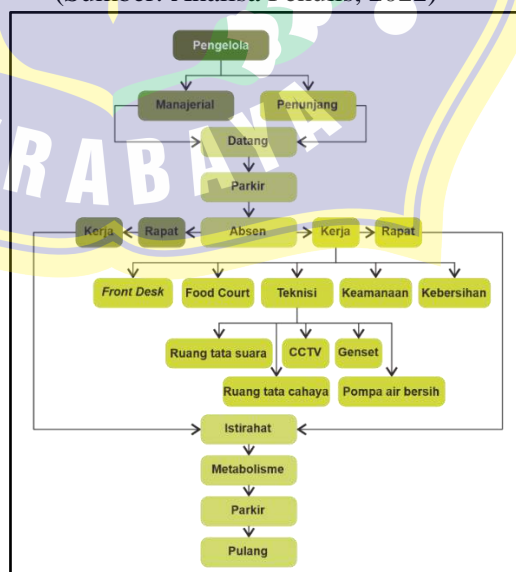 (Sumber: Analisa Penulis, 2022)
Pengelola
Manajerial Penunjang
Datang
RABAYA
Parkir
Kerja Rapat Absen Kerja Rapat
Front Desk Food Court Teknisi Keamanaan Kebersihan
Ruang tata suara CCTV Genset
Ruang tata cahaya Pompa air bersih
Istirahat
Metabolisme
Parkir
Pulang